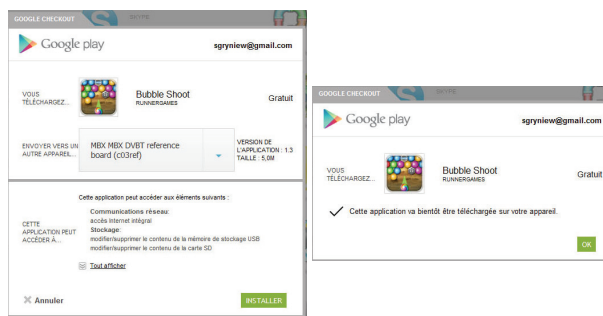 GOOGLE CHECKOUT
SKYPE
Google play
sgryniew@gmail.com
VOUS
TÉLÉCHARGEZ...
Bubble Shoot
RUNNERGAMES
Gratuit
ENVOYER VERS UN
AUTRE APPAREIL...
MBX MBX DVBT reference
board (c03ref)
VERSION DE
L'APPLICATION : 1.3
TAILLE : 5,0M
Cette application peut accéder aux éléments suivants :
CETTE
APPLICATION PEUT
ACCÉDER À...
Communications réseau:
accès Internet intégral
Stockage:
modifier/supprimer le contenu de la mémoire de stockage USB
modifier/supprimer le contenu de la carte SD
Tout afficher
Annuler
INSTALLER
GOOGLE CHECKOUT
SKYPE
Google play
sgryniew@gmail.com
VOUS
TÉLÉCHARGEZ...
Bubble Shoot
RUNNERGAMES
Gratuit
Cette application va bientôt être téléchargée sur votre appareil.
OK